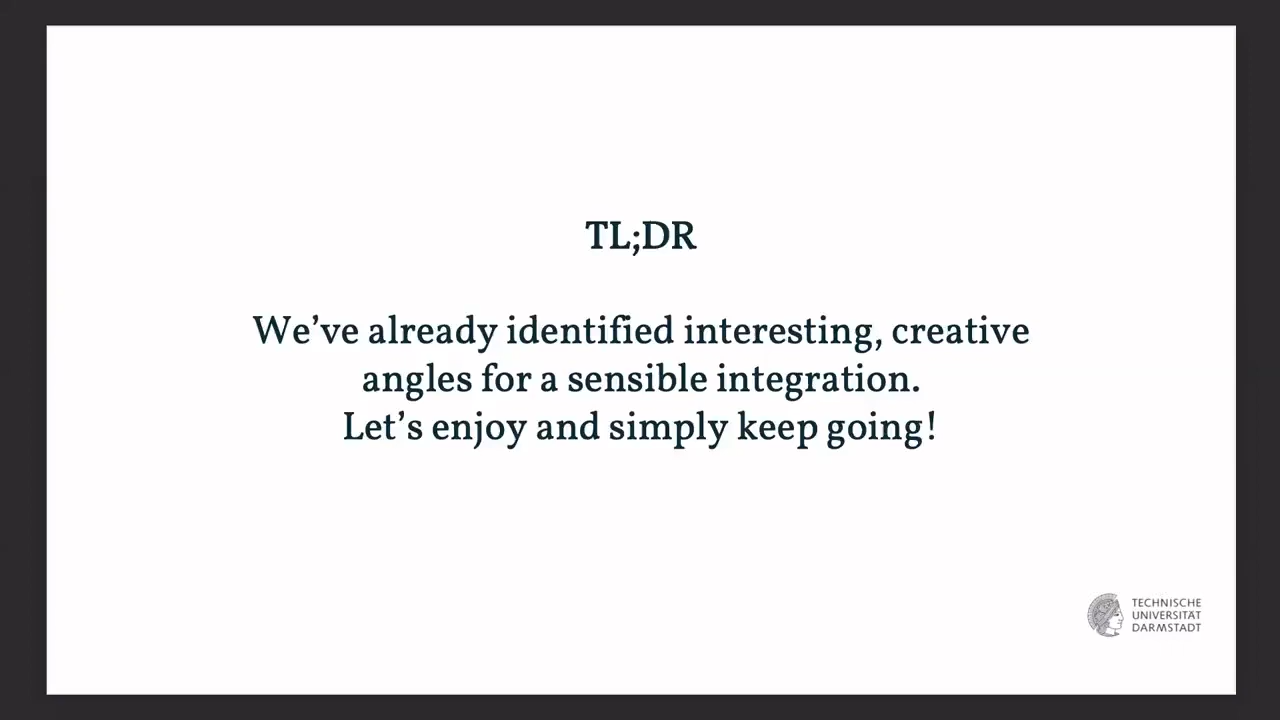 TL;DR
We’ve already identified interesting, creative
angles for a sensible integration.
Let’s enjoy and simply keep going!
TECHNISCHE
UNIVERSITÄT
DARMSTADT